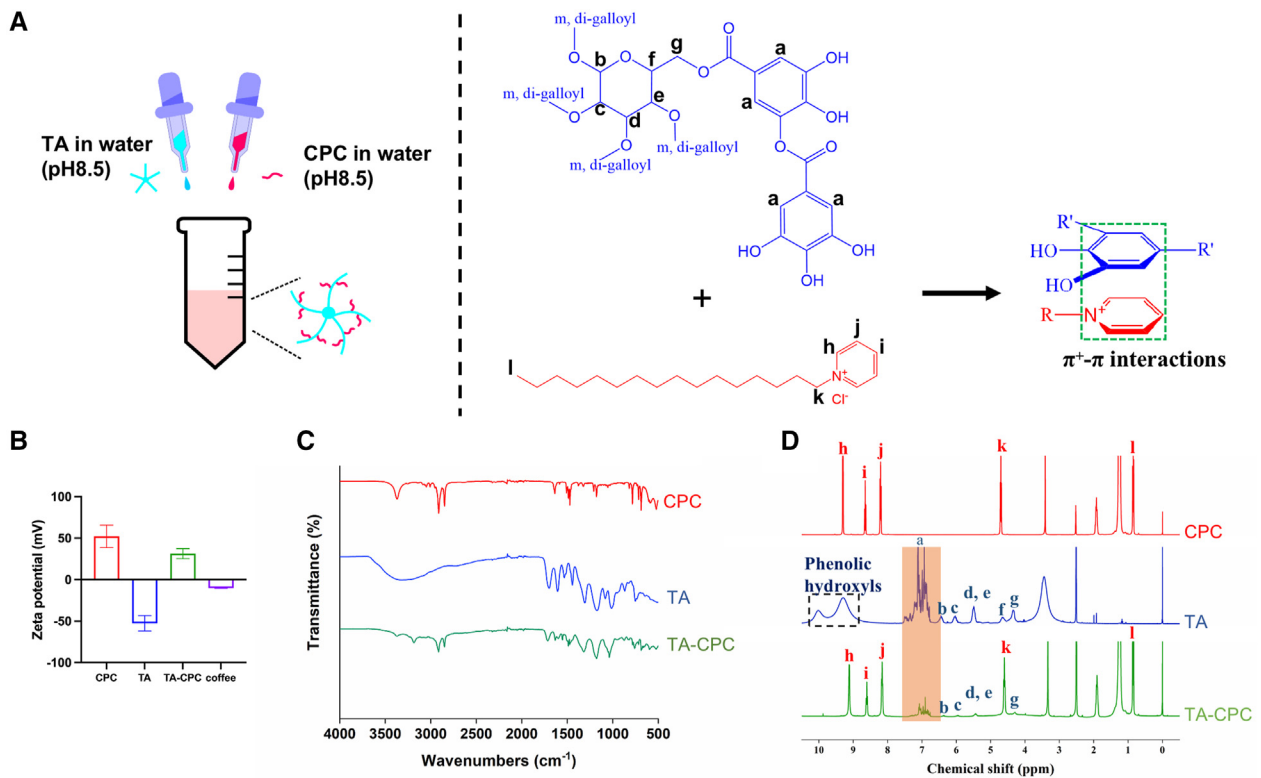 A
TA in water
(pH8.5)
CPC in water
(pH8.5)
m, di-galloyl
m, di-galloyl
m, di-galloyl
m, di-galloyl
O
b
O
f
g
O
O
a
OH
c
e
O
d
O
O
a
OH
O
O
O
a
a
HO
OH
OH
+
l
h
j
i
N+
k
Cl-
R'
HO
R'
HO
R
N+
π+-π interactions
B
Zeta potential (mV)
100
50
0
-50
-100
CPC
TA
TA-CPC
coffee
C
Transmittance (%)
CPC
TA
TA-CPC
4000
3500
3000
2500
2000
1500
1000
500
Wavenumbers (cm-1)
D
h
i
j
k
l
CPC
Phenolic
hydroxyls
a
b
c
d, e
f
g
TA
h
i
j
b
c
d, e
k
g
l
TA-CPC
10
9
8
7
6
5
4
3
2
1
0
Chemical shift (ppm)